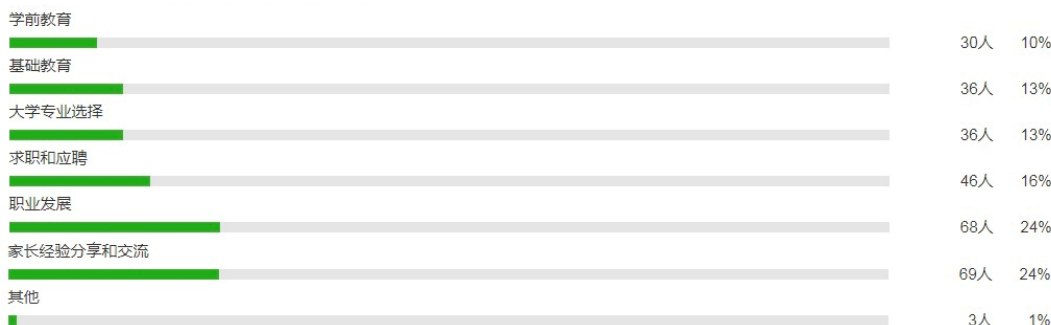 学前教育
30人 10%
基础教育
36人 13%
大学专业选择
36人 13%
求职和应聘
46人 16%
职业发展
68人 24%
家长经验分享和交流
69人 24%
其他
3人 1%